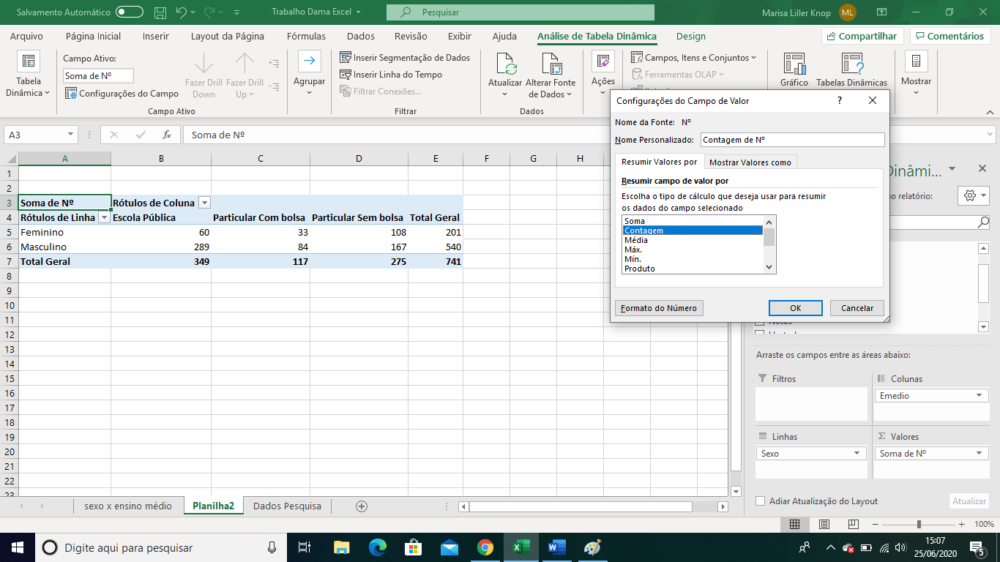 Salvamento Automático
Trabalho Dama Excel
Pesquisar
Marisa Liller Knop
ML
Arquivo
Página Inicial
Inserir
Layout da Página
Fórmulas
Dados
Revisão
Exibir
Ajuda
Análise de Tabela Dinâmica
Design
Compartilhar
Comentários
Tabela
Dinâmica
Campo Ativo:
Soma de Nº
Configurações do Campo
Fazer Drill
Down
Fazer Drill
Up
Campo Ativo
Agrupar
Inserir Segmentação de Dados
Inserir Linha do Tempo
Filtrar Conexões...
Filtrar
Atualizar
Alterar Fonte
de Dados
Dados
Ações
Campos, Itens e Conjuntos
Ferramentas OLAP
Gráfico
Tabelas Dinâmicas
Mostrar
A3
fx
Soma de Nº
A B C D E F G H
1
2
3 Soma de Nº Rótulos de Coluna
4 Rótulos de Linha Escola Pública Particular Com bolsa Particular Sem bolsa Total Geral
5 Feminino 60 33 108 201
6 Masculino 289 84 167 540
7 Total Geral 349 117 275 741
8
9
10
11
12
13
14
15
16
17
18
19
20
21
22
23
Configurações do Campo de Valor
?
Nome da Fonte: Nº
Nome Personalizado: Contagem de Nº
Resumir Valores por
Mostrar Valores como
Resumir campo de valor por
Escolha o tipo de cálculo que deseja usar para resumir
os dados do campo selecionado
Soma
Contagem
Média
Máx.
Mín.
Produto
Formato do Número
OK
Cancelar
Dinâmi...
no relatório:
Notas
Arraste os campos entre as áreas abaixo:
Filtros
Colunas
Emedio
Linhas
Σ Valores
Sexo
Soma de Nº
Adiar Atualização do Layout
Atualizar
sexo x ensino médio
Planilha2
Dados Pesquisa
100%
Digite aqui para pesquisar
15:07
25/06/2020
5